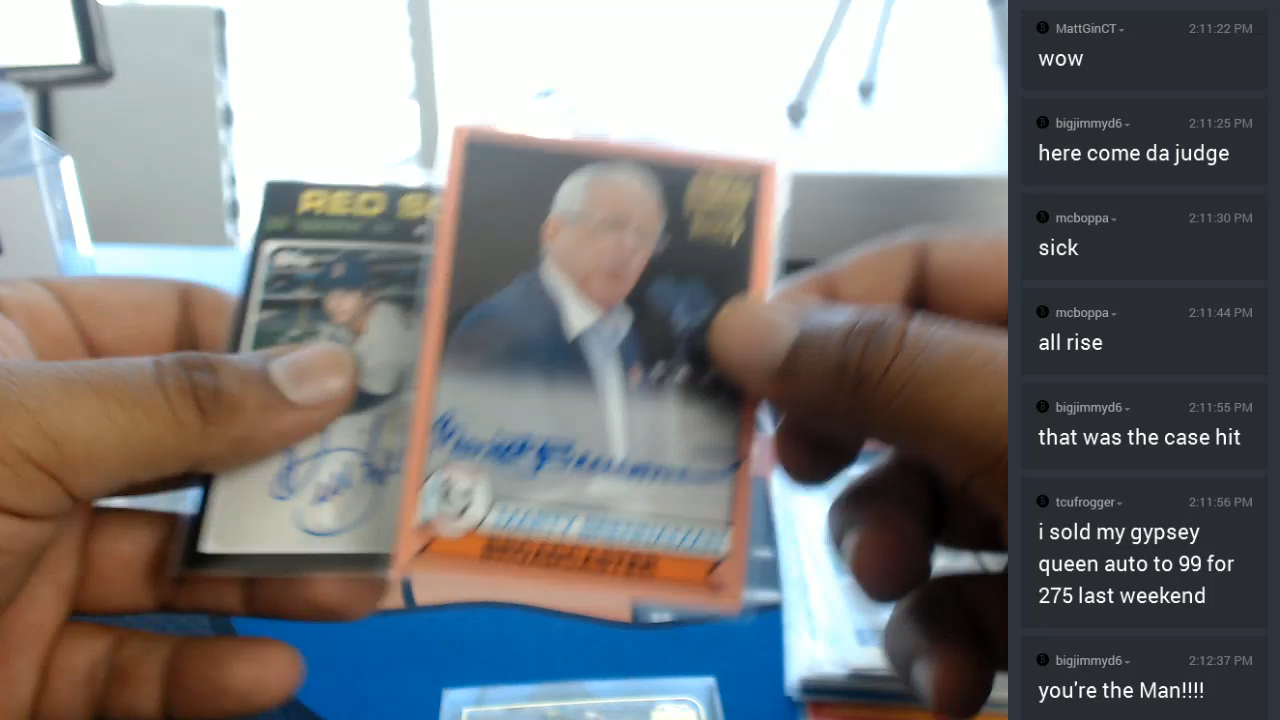 RED
BROADCASTER
MattGinCT
2:11:22 PM
wow
bigjimmyd6
2:11:25 PM
here come da judge
mcboppa
2:11:30 PM
sick
mcboppa
2:11:44 PM
all rise
bigjimmyd6
2:11:55 PM
that was the case hit
tcufrogger
2:11:56 PM
i sold my gypsey
queen auto to 99 for
275 last weekend
bigjimmyd6
2:12:37 PM
you're the Man!!!!